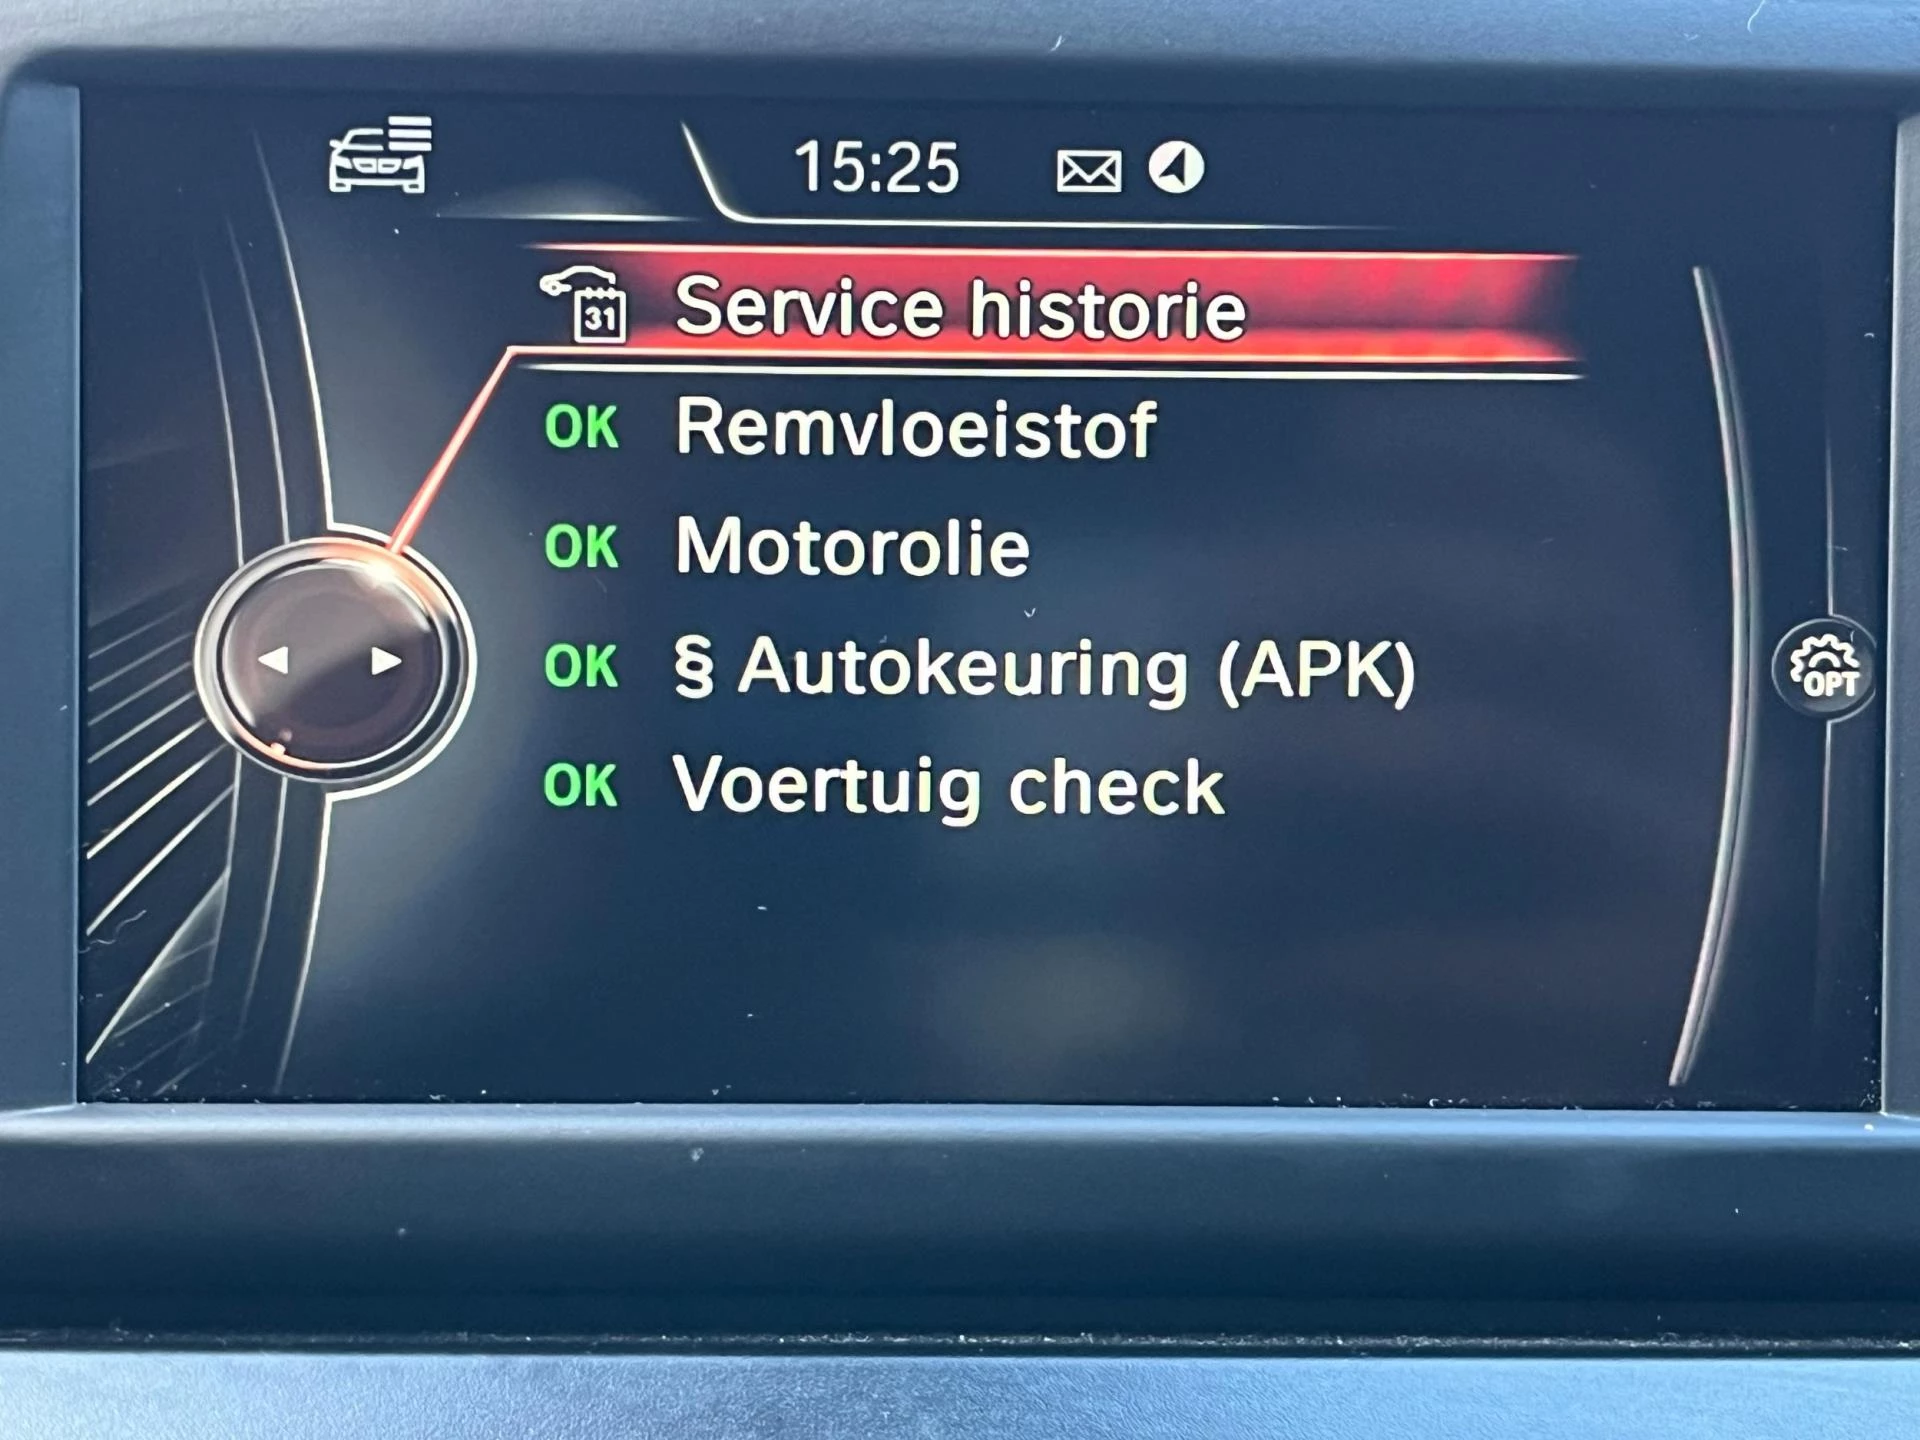 15:25
31 Service historie
OK Remvloeistof
OK Motorolie
OK § Autokeuring (APK)
OK Voertuig check
OPT